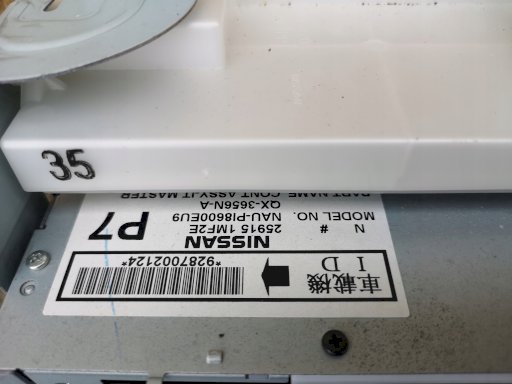 35
車載機
ID
*9287002124*
NISSAN
N # 25915 1MF2E
MODEL NO. NAU-PI8600EU9
QX-3656N-A
PART NAME CONT ASSY-IT MASTER
P7